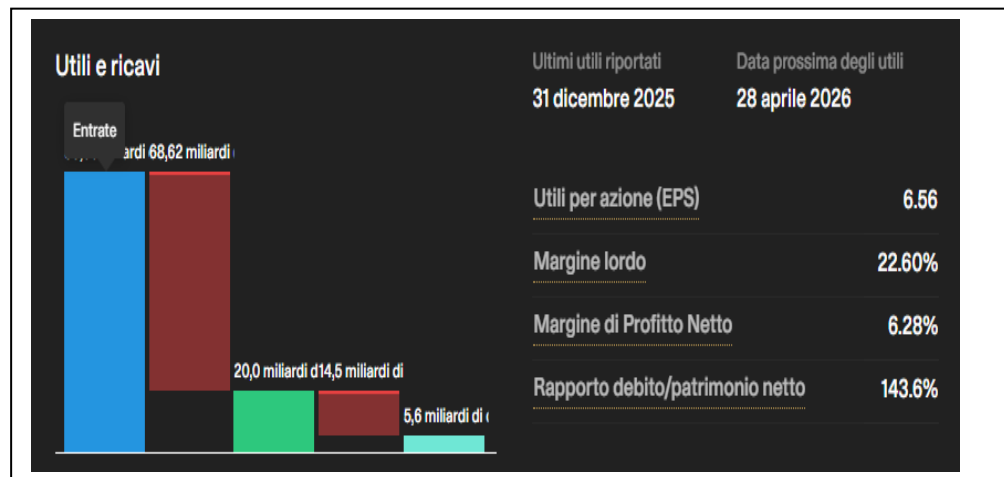 Utili e ricavi
Entrate
ardi 68,62 miliardi
20,0 miliardi d14,5 miliardi di
5,6 miliardi di
Ultimi utili riportati
31 dicembre 2025
Data prossima degli utili
28 aprile 2026
Utili per azione (EPS) 6.56
Margine lordo 22.60%
Margine di Profitto Netto 6.28%
Rapporto debito/patrimonio netto 143.6%